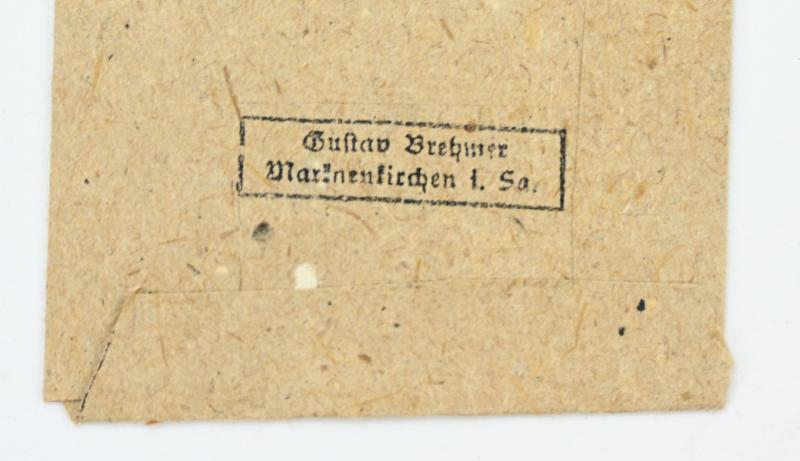 Gustav Brehmer
Markneukirchen i. Sa.